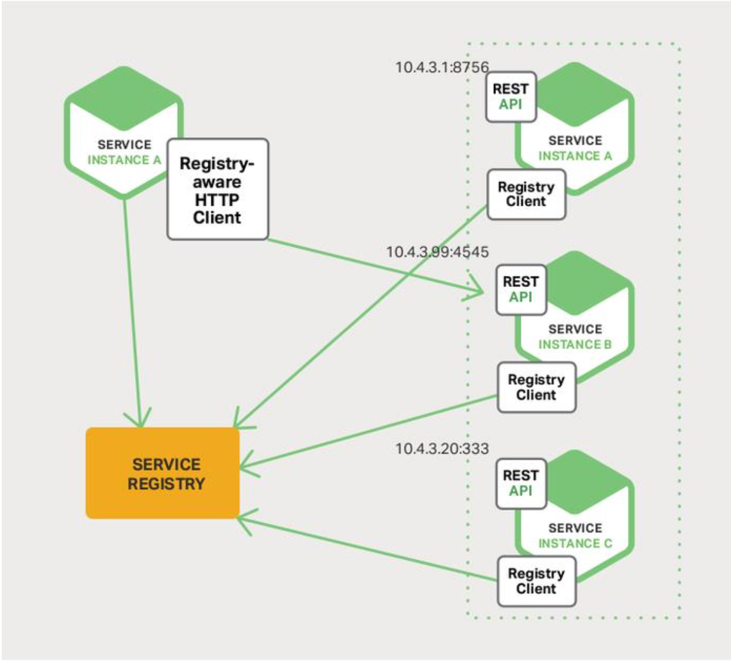 SERVICE
INSTANCE A
Registry-
aware
HTTP
Client
SERVICE
REGISTRY
10.4.3.1:8756
REST
API
SERVICE
INSTANCE A
Registry
Client
10.4.3.99:4545
REST
API
SERVICE
INSTANCE B
Registry
Client
10.4.3.20:333
REST
API
SERVICE
INSTANCE C
Registry
Client